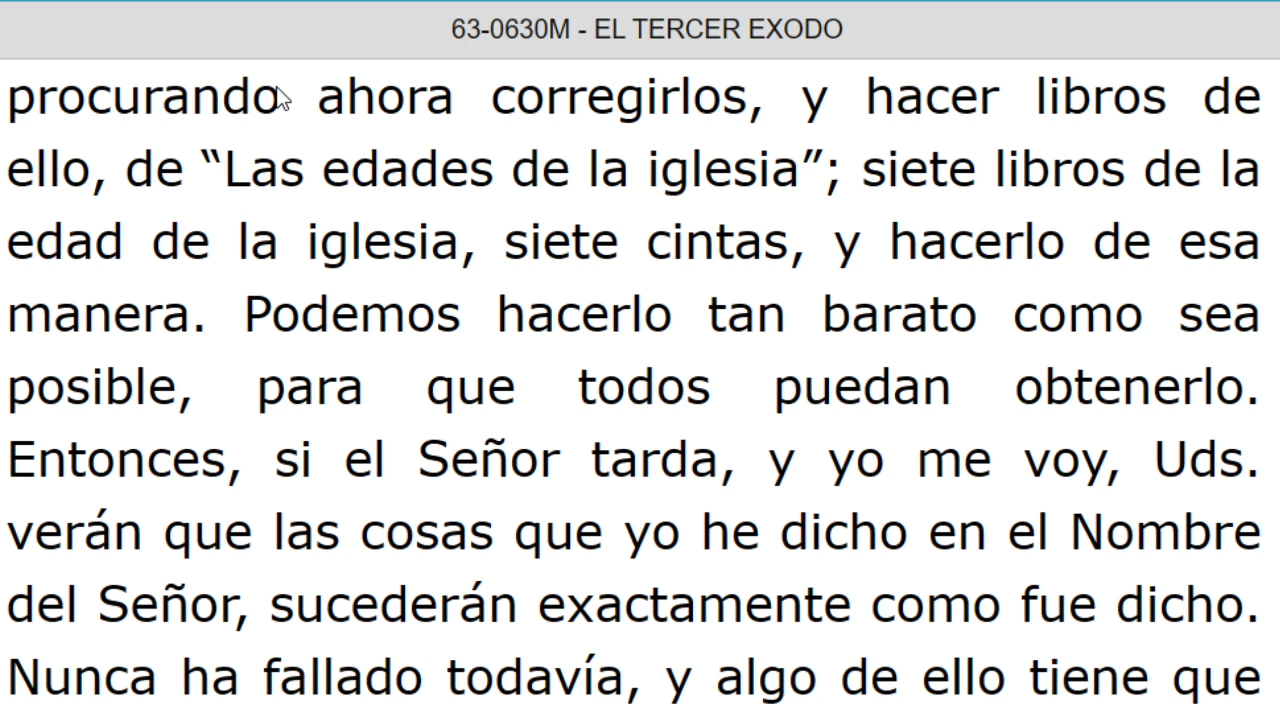 63-0630M - EL TERCER EXODO
procurando ahora corregirlos, y hacer libros de
ello, de “Las edades de la iglesia”; siete libros de la
edad de la iglesia, siete cintas, y hacerlo de esa
manera. Podemos hacerlo tan barato como sea
posible, para que todos puedan obtenerlo.
Entonces, si el Señor tarda, y yo me voy, Uds.
verán que las cosas que yo he dicho en el Nombre
del Señor, sucederán exactamente como fue dicho.
Nunca ha fallado todavía, y algo de ello tiene que